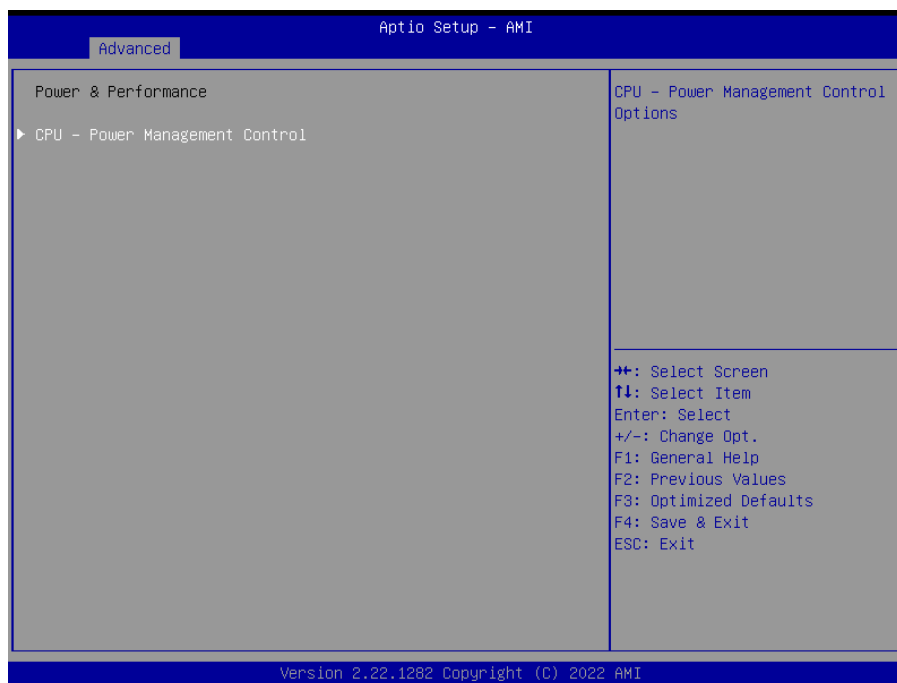 Aptio Setup – AMI
Advanced
Power & Performance
▶ CPU – Power Management Control
CPU – Power Management Control
Options
→←: Select Screen
↑↓: Select Item
Enter: Select
+/-: Change Opt.
F1: General Help
F2: Previous Values
F3: Optimized Defaults
F4: Save & Exit
ESC: Exit
Version 2.22.1282 Copyright (C) 2022 AMI